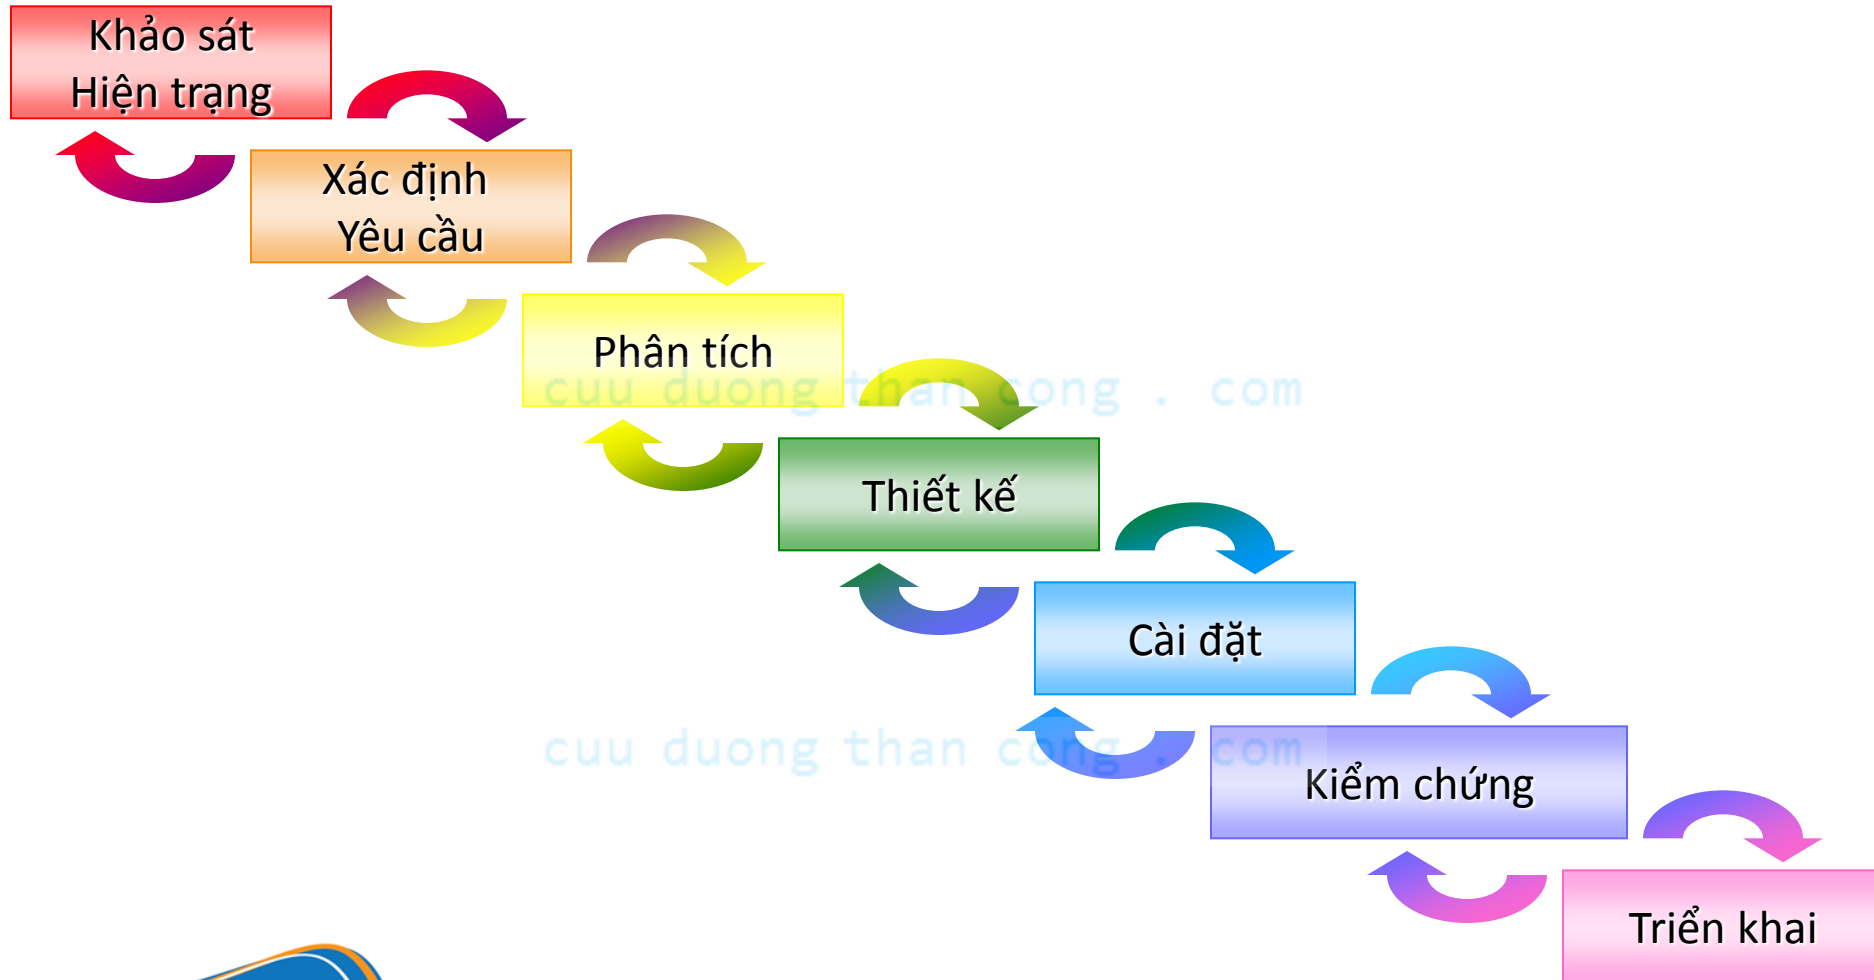 Khảo sát
Hiện trạng
Xác định
Yêu cầu
Phân tích
cuu duong than cong . com
Thiết kế
Cài đặt
cuu duong than cong . com
Kiểm chứng
Triển khai